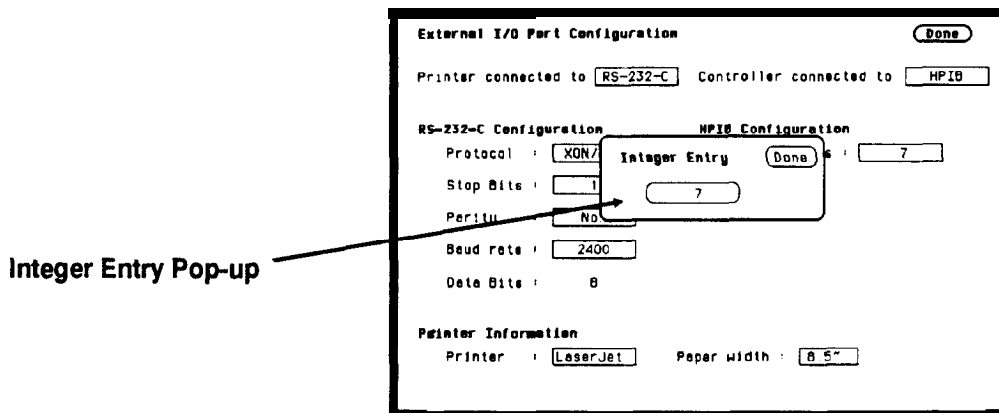 External I/O Port Configuration Done
Printer connected to RS-232-C Controller connected to HPIB
RS-232-C Configuration HPIB Configuration
Protocol : XON/ : 7
Integer Entry Done
7
Stop Bits : 1
Parity No
Baud rate : 2400
Data Bits : 8
Integer Entry Pop-up
Printer Information
Printer : LaserJet Paper width : 8.5"